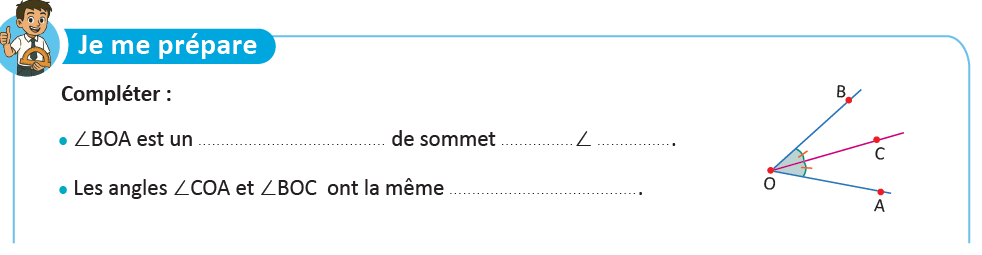 Je me prépare
Compléter :
• ∠BOA est un ........................................ de sommet ............... ∠ ................
• Les angles ∠COA et ∠BOC ont la même ........................................ .
B
C
O
A